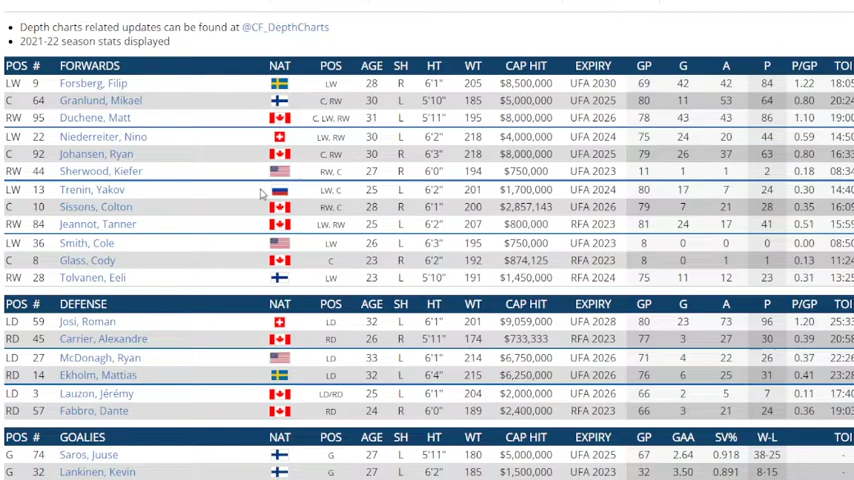 Depth charts related updates can be found at @CF_DepthCharts
2021-22 season stats displayed
POS # FORWARDS NAT POS AGE SH HT WT CAP HIT EXPIRY GP G A P P/GP TOI
LW 9 Forsberg, Filip LW 28 R 6'1" 205 $8,500,000 UFA 2030 69 42 42 84 1.22 18:05
C 64 Granlund, Mikael C, RW 30 L 5'10" 185 $5,000,000 UFA 2025 80 11 53 64 0.80 20:24
RW 95 Duchene, Matt C, LW, RW 31 L 5'11" 195 $8,000,000 UFA 2026 78 43 43 86 1.10 19:00
LW 22 Niederreiter, Nino LW, RW 30 L 6'2" 218 $4,000,000 UFA 2024 75 24 20 44 0.59 14:50
C 92 Johansen, Ryan C, RW 30 R 6'3" 218 $8,000,000 UFA 2025 79 26 37 63 0.80 16:33
RW 44 Sherwood, Kiefer RW, C 27 R 6'0" 194 $750,000 UFA 2023 11 1 1 2 0.18 08:34
LW 13 Trenin, Yakov LW, C 25 L 6'2" 201 $1,700,000 UFA 2024 80 17 7 24 0.30 14:40
C 10 Sissons, Colton C, RW 28 R 6'1" 200 $2,857,143 UFA 2026 79 7 21 28 0.35 16:09
RW 84 Jeannot, Tanner LW, RW 25 L 6'2" 207 $800,000 RFA 2023 81 24 17 41 0.51 15:59
LW 36 Smith, Cole LW 26 L 6'3" 195 $750,000 UFA 2023 8 0 0 0 0.00 08:50
C 8 Glass, Cody C 23 R 6'2" 192 $874,125 RFA 2023 8 0 1 1 0.13 11:24
RW 28 Tolvanen, Eeli LW 23 L 5'10" 191 $1,450,000 RFA 2024 75 11 12 23 0.31 13:25
POS # DEFENSE NAT POS AGE SH HT WT CAP HIT EXPIRY GP G A P P/GP TOI
LD 59 Josi, Roman LD 32 L 6'1" 201 $9,059,000 UFA 2028 80 23 73 96 1.20 25:33
RD 45 Carrier, Alexandre RD 26 R 5'11" 174 $733,333 RFA 2023 77 3 27 30 0.39 20:58
LD 27 McDonagh, Ryan LD 33 L 6'1" 214 $6,750,000 UFA 2026 71 4 22 26 0.37 22:26
RD 14 Ekholm, Mattias LD 32 L 6'4" 215 $6,250,000 UFA 2026 76 6 25 31 0.41 23:28
LD 3 Lauzon, Jérémy LD/RD 25 L 6'1" 204 $2,000,000 UFA 2026 66 2 5 7 0.11 17:40
RD 57 Fabbro, Dante RD 24 R 6'0" 189 $2,400,000 RFA 2023 66 3 21 24 0.36 19:03
POS # GOALIES NAT POS AGE SH HT WT CAP HIT EXPIRY GP GAA SV% W-L TOI
G 74 Saros, Juuse G 27 L 5'11" 180 $5,000,000 UFA 2025 67 2.64 0.918 38-25 -
G 32 Lankinen, Kevin G 27 L 6'2" 185 $1,500,000 UFA 2023 32 3.50 0.891 8-15 -